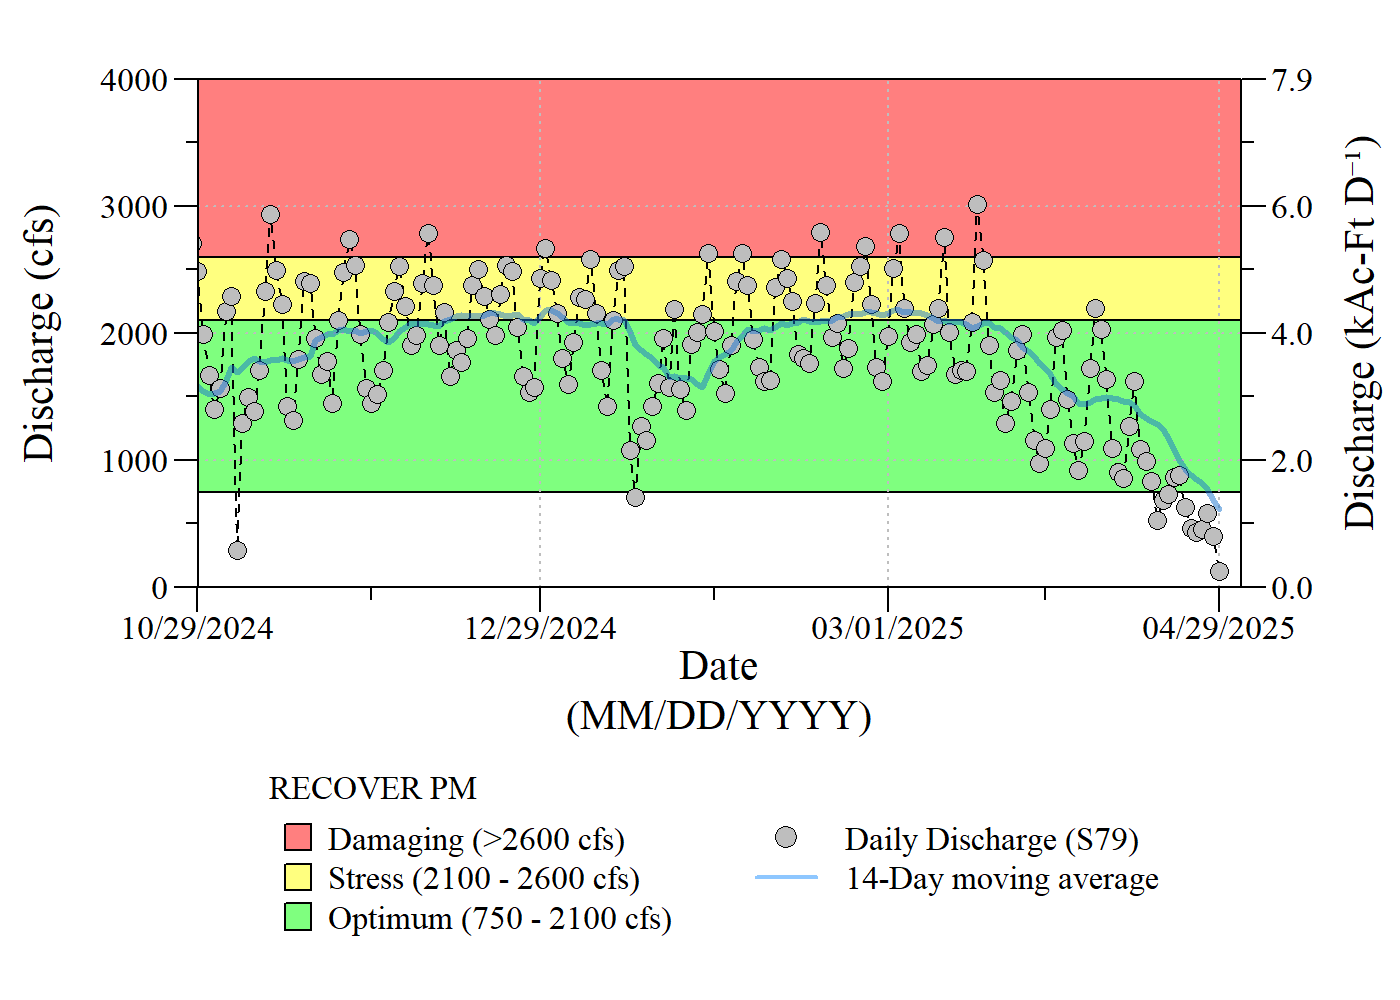 4000
3000
2000
1000
0
Discharge (cfs)
7.9
6.0
4.0
2.0
0.0
Discharge (kAc-Ft D⁻¹)
10/29/2024 12/29/2024 03/01/2025 04/29/2025
Date
(MM/DD/YYYY)
RECOVER PM
Damaging (>2600 cfs)
Stress (2100 - 2600 cfs)
Optimum (750 - 2100 cfs)
Daily Discharge (S79)
14-Day moving average